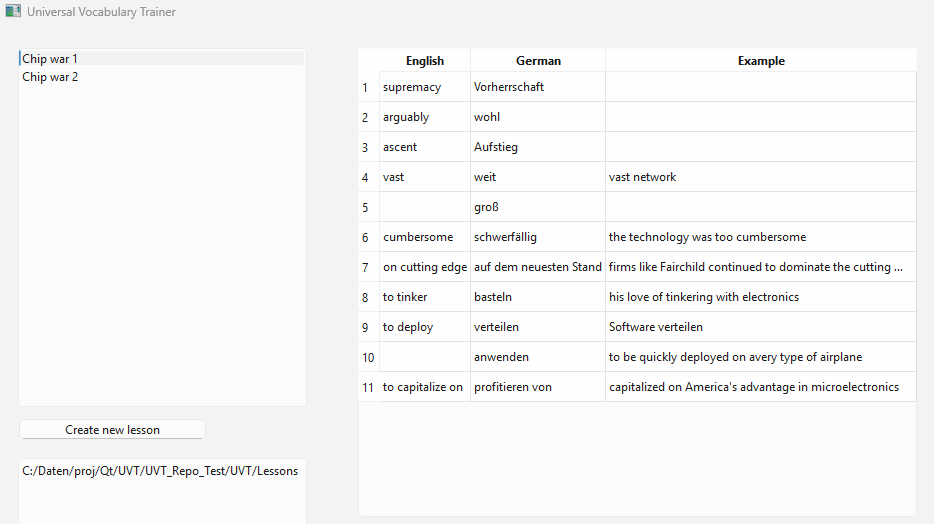 Universal Vocabulary Trainer
Chip war 1
Chip war 2
Create new lesson
C:/Daten/proj/Qt/UVT/UVT_Repo_Test/UVT/Lessons
English German Example
1 supremacy Vorherrschaft
2 arguably wohl
3 ascent Aufstieg
4 vast weit vast network
5 groß
6 cumbersome schwerfällig the technology was too cumbersome
7 on cutting edge auf dem neuesten Stand firms like Fairchild continued to dominate the cutting ...
8 to tinker basteln his love of tinkering with electronics
9 to deploy verteilen Software verteilen
10 anwenden to be quickly deployed on avery type of airplane
11 to capitalize on profitieren von capitalized on America's advantage in microelectronics